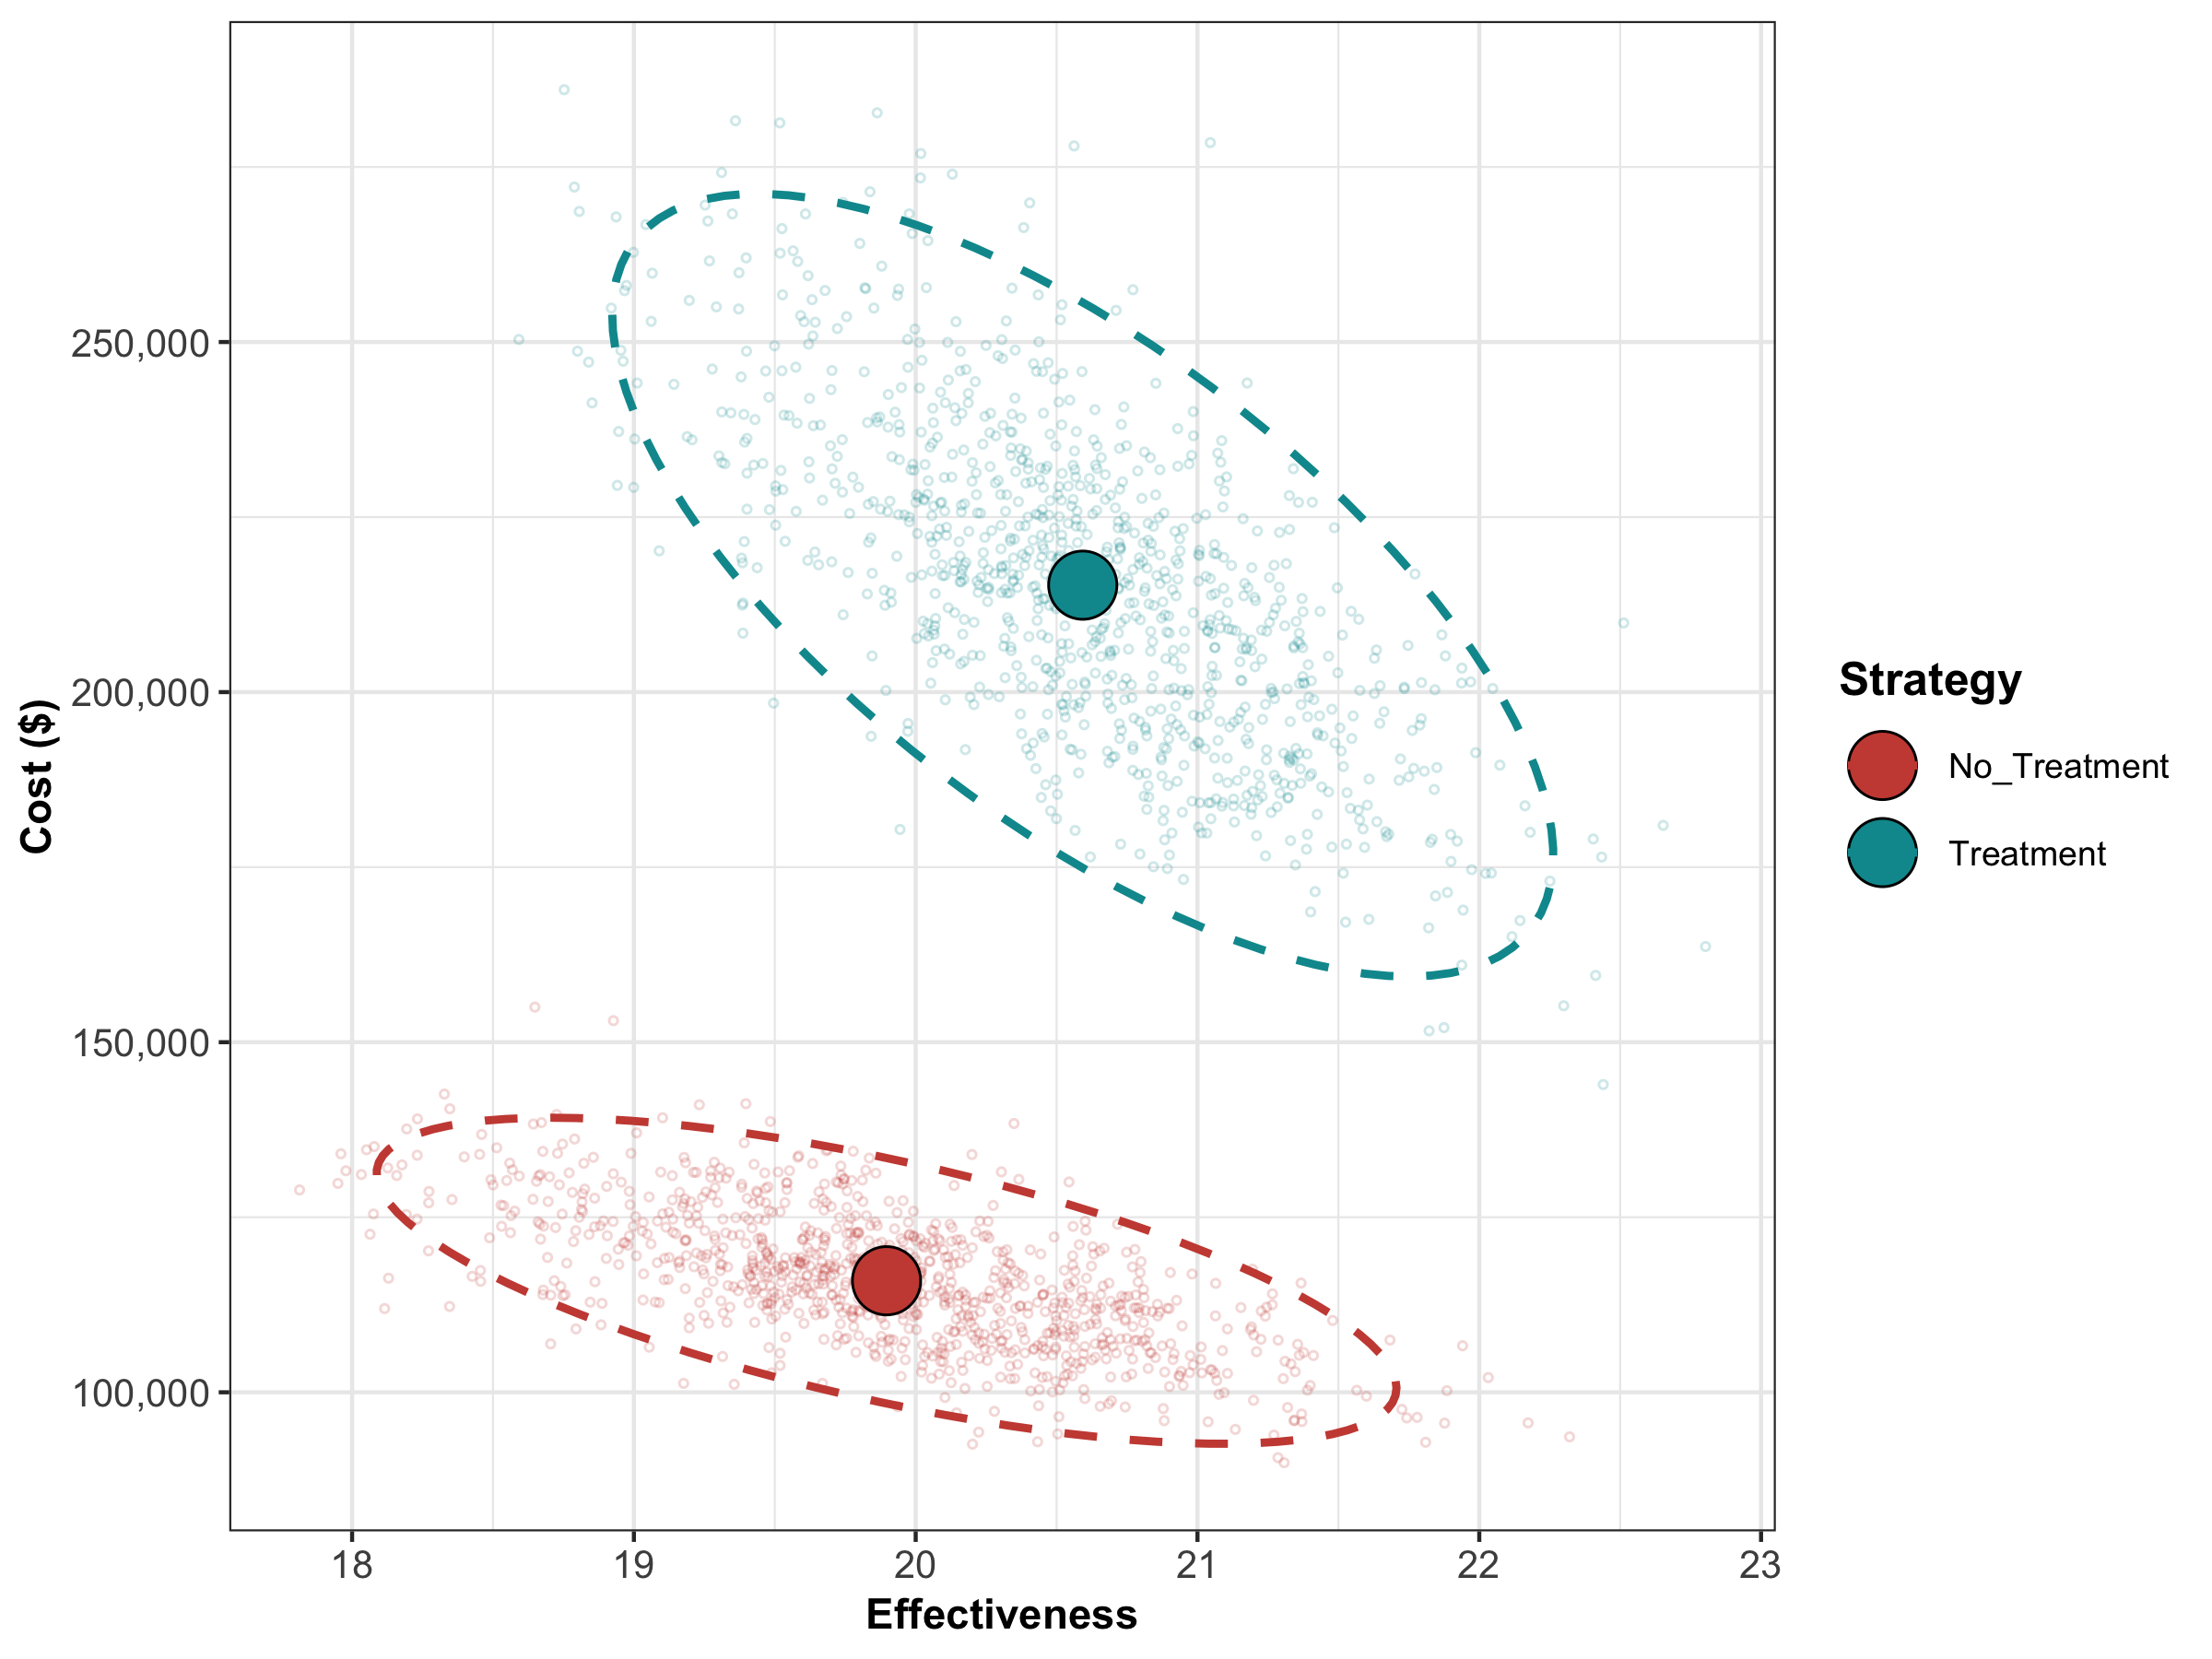 250,000
200,000
150,000
100,000
Cost ($)
18 19 20 21 22 23
Effectiveness
Strategy
No_Treatment
Treatment